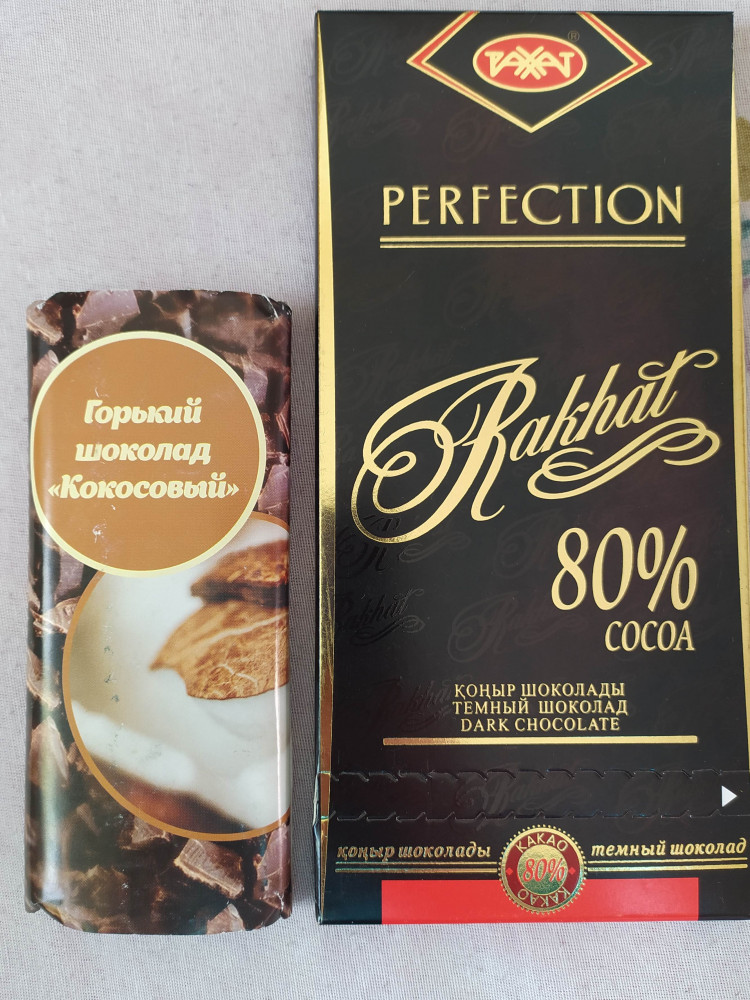 Горький
шоколад
«Кокосовый»
РАХАТ
®
PERFECTION
Rakhat
80%
COCOA
ҚОҢЫР ШОКОЛАДЫ
ТЕМНЫЙ ШОКОЛАД
DARK CHOCOLATE
қоңыр шоколады
КАКАО
80%
КАКАО
темный шоколад